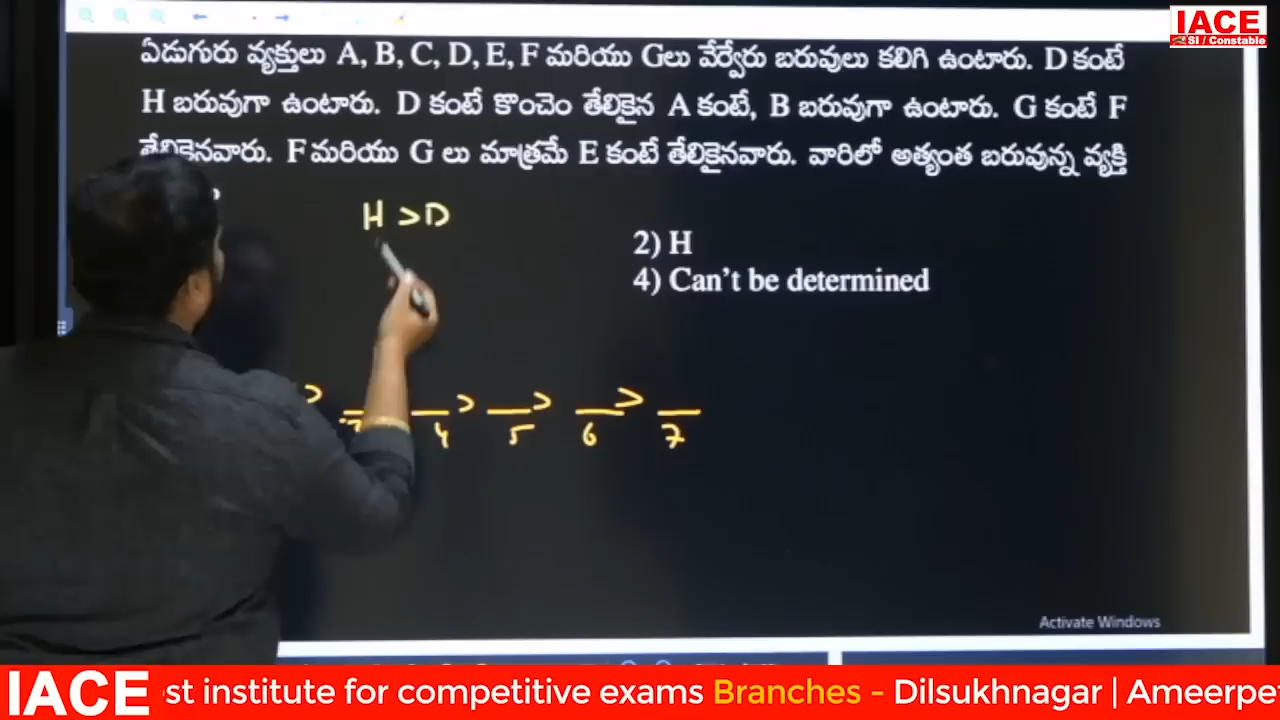 IACE
SI / Constable
ఏడుగురు వ్యక్తులు A, B, C, D, E, F మరియు Gలు వేర్వేరు బరువులు కలిగి ఉంటారు. D కంటే
H బరువుగా ఉంటారు. D కంటే కొంచెం తేలికైన A కంటే, B బరువుగా ఉంటారు. G కంటే F
తేలికైనవారు. F మరియు G లు మాత్రమే E కంటే తేలికైనవారు. వారిలో అత్యంత బరువున్న వ్యక్తి
H > D
2) H
4) Can't be determined
> > > >
4 5 6 7
Activate Windows
IACE st institute for competitive exams Branches - Dilsukhnagar | Ameerpe